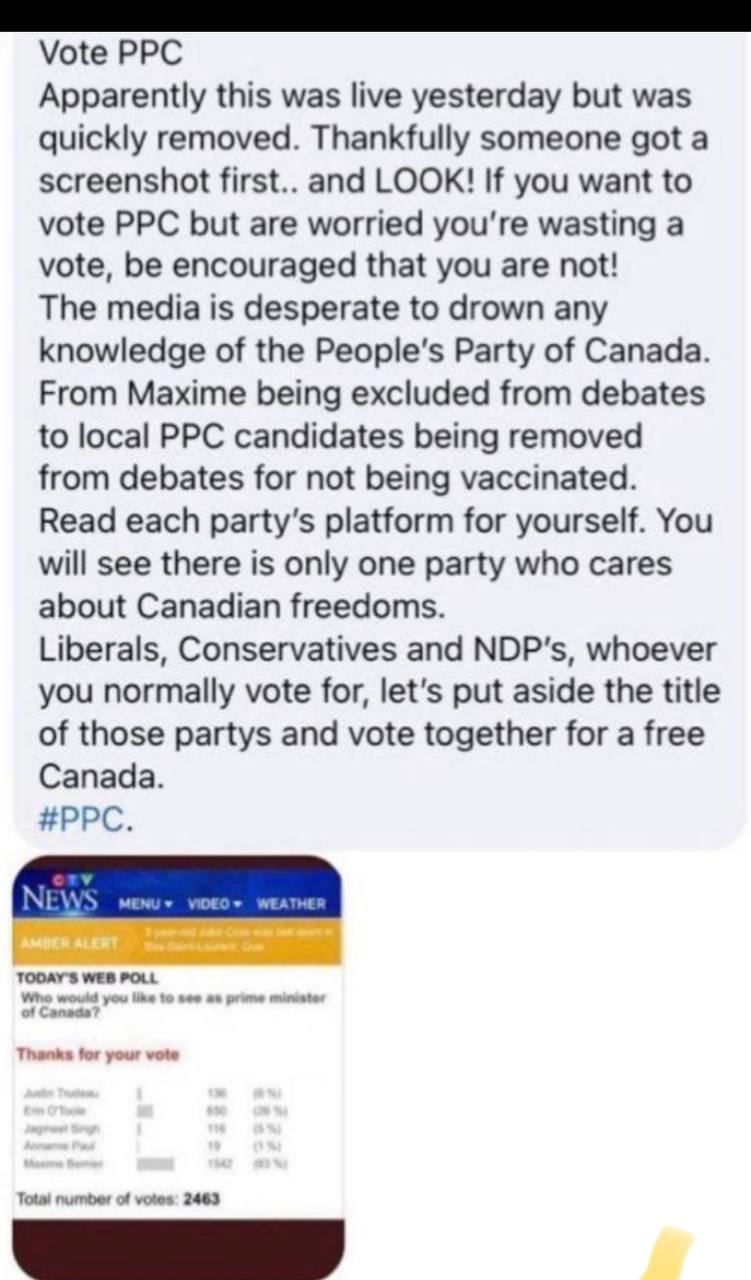 Vote PPC
Apparently this was live yesterday but was
quickly removed. Thankfully someone got a
screenshot first.. and LOOK! If you want to
vote PPC but are worried you're wasting a
vote, be encouraged that you are not!
The media is desperate to drown any
knowledge of the People's Party of Canada.
From Maxime being excluded from debates
to local PPC candidates being removed
from debates for not being vaccinated.
Read each party's platform for yourself. You
will see there is only one party who cares
about Canadian freedoms.
Liberals, Conservatives and NDP's, whoever
you normally vote for, let's put aside the title
of those partys and vote together for a free
Canada.
#PPC.
CTV
NEWS MENU VIDEO WEATHER
AMBER ALERT
TODAY'S WEB POLL
Who would you like to see as prime minister
of Canada?
Thanks for your vote
Justin Trudeau 136
Erin O'Toole 650
Jagmeet Singh 116 (5 %)
Annamie Paul 19 (1 %)
Maxime Bernier 1542 (63 %)
Total number of votes: 2463